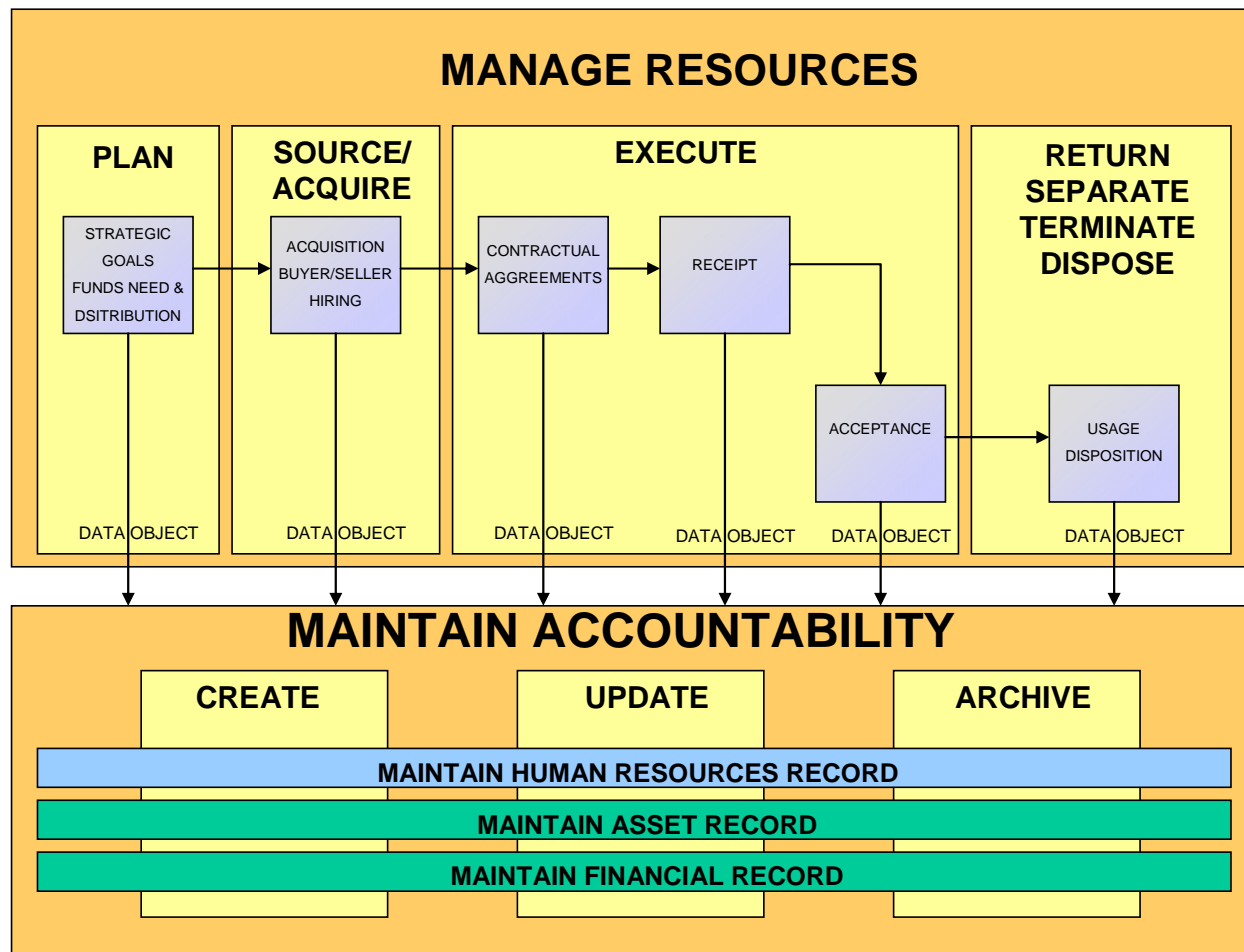 MANAGE RESOURCES
PLAN
STRATEGIC
GOALS
FUNDS NEED &
DSITRIBUTION
DATA OBJECT
SOURCE/
ACQUIRE
ACQUISITION
BUYER/SELLER
HIRING
DATA OBJECT
EXECUTE
CONTRACTUAL
AGGREEMENTS
DATA OBJECT
RECEIPT
DATA OBJECT
ACCEPTANCE
DATA OBJECT
RETURN
SEPARATE
TERMINATE
DISPOSE
USAGE
DISPOSITION
DATA OBJECT
MAINTAIN ACCOUNTABILITY
CREATE
UPDATE
ARCHIVE
MAINTAIN HUMAN RESOURCES RECORD
MAINTAIN ASSET RECORD
MAINTAIN FINANCIAL RECORD